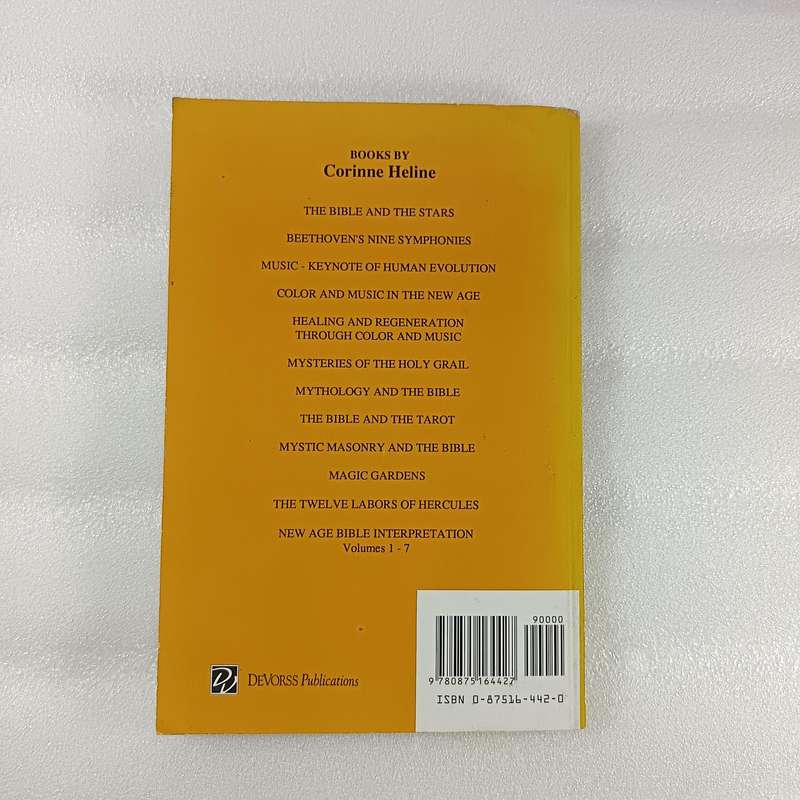 BOOKS BY
Corinne Heline
THE BIBLE AND THE STARS
BEETHOVEN'S NINE SYMPHONIES
MUSIC - KEYNOTE OF HUMAN EVOLUTION
COLOR AND MUSIC IN THE NEW AGE
HEALING AND REGENERATION
THROUGH COLOR AND MUSIC
MYSTERIES OF THE HOLY GRAIL
MYTHOLOGY AND THE BIBLE
THE BIBLE AND THE TAROT
MYSTIC MASONRY AND THE BIBLE
MAGIC GARDENS
THE TWELVE LABORS OF HERCULES
NEW AGE BIBLE INTERPRETATION
Volumes 1 - 7
DV DEVORSS Publications
90000
9 780875 164427
ISBN 0-87516-442-0